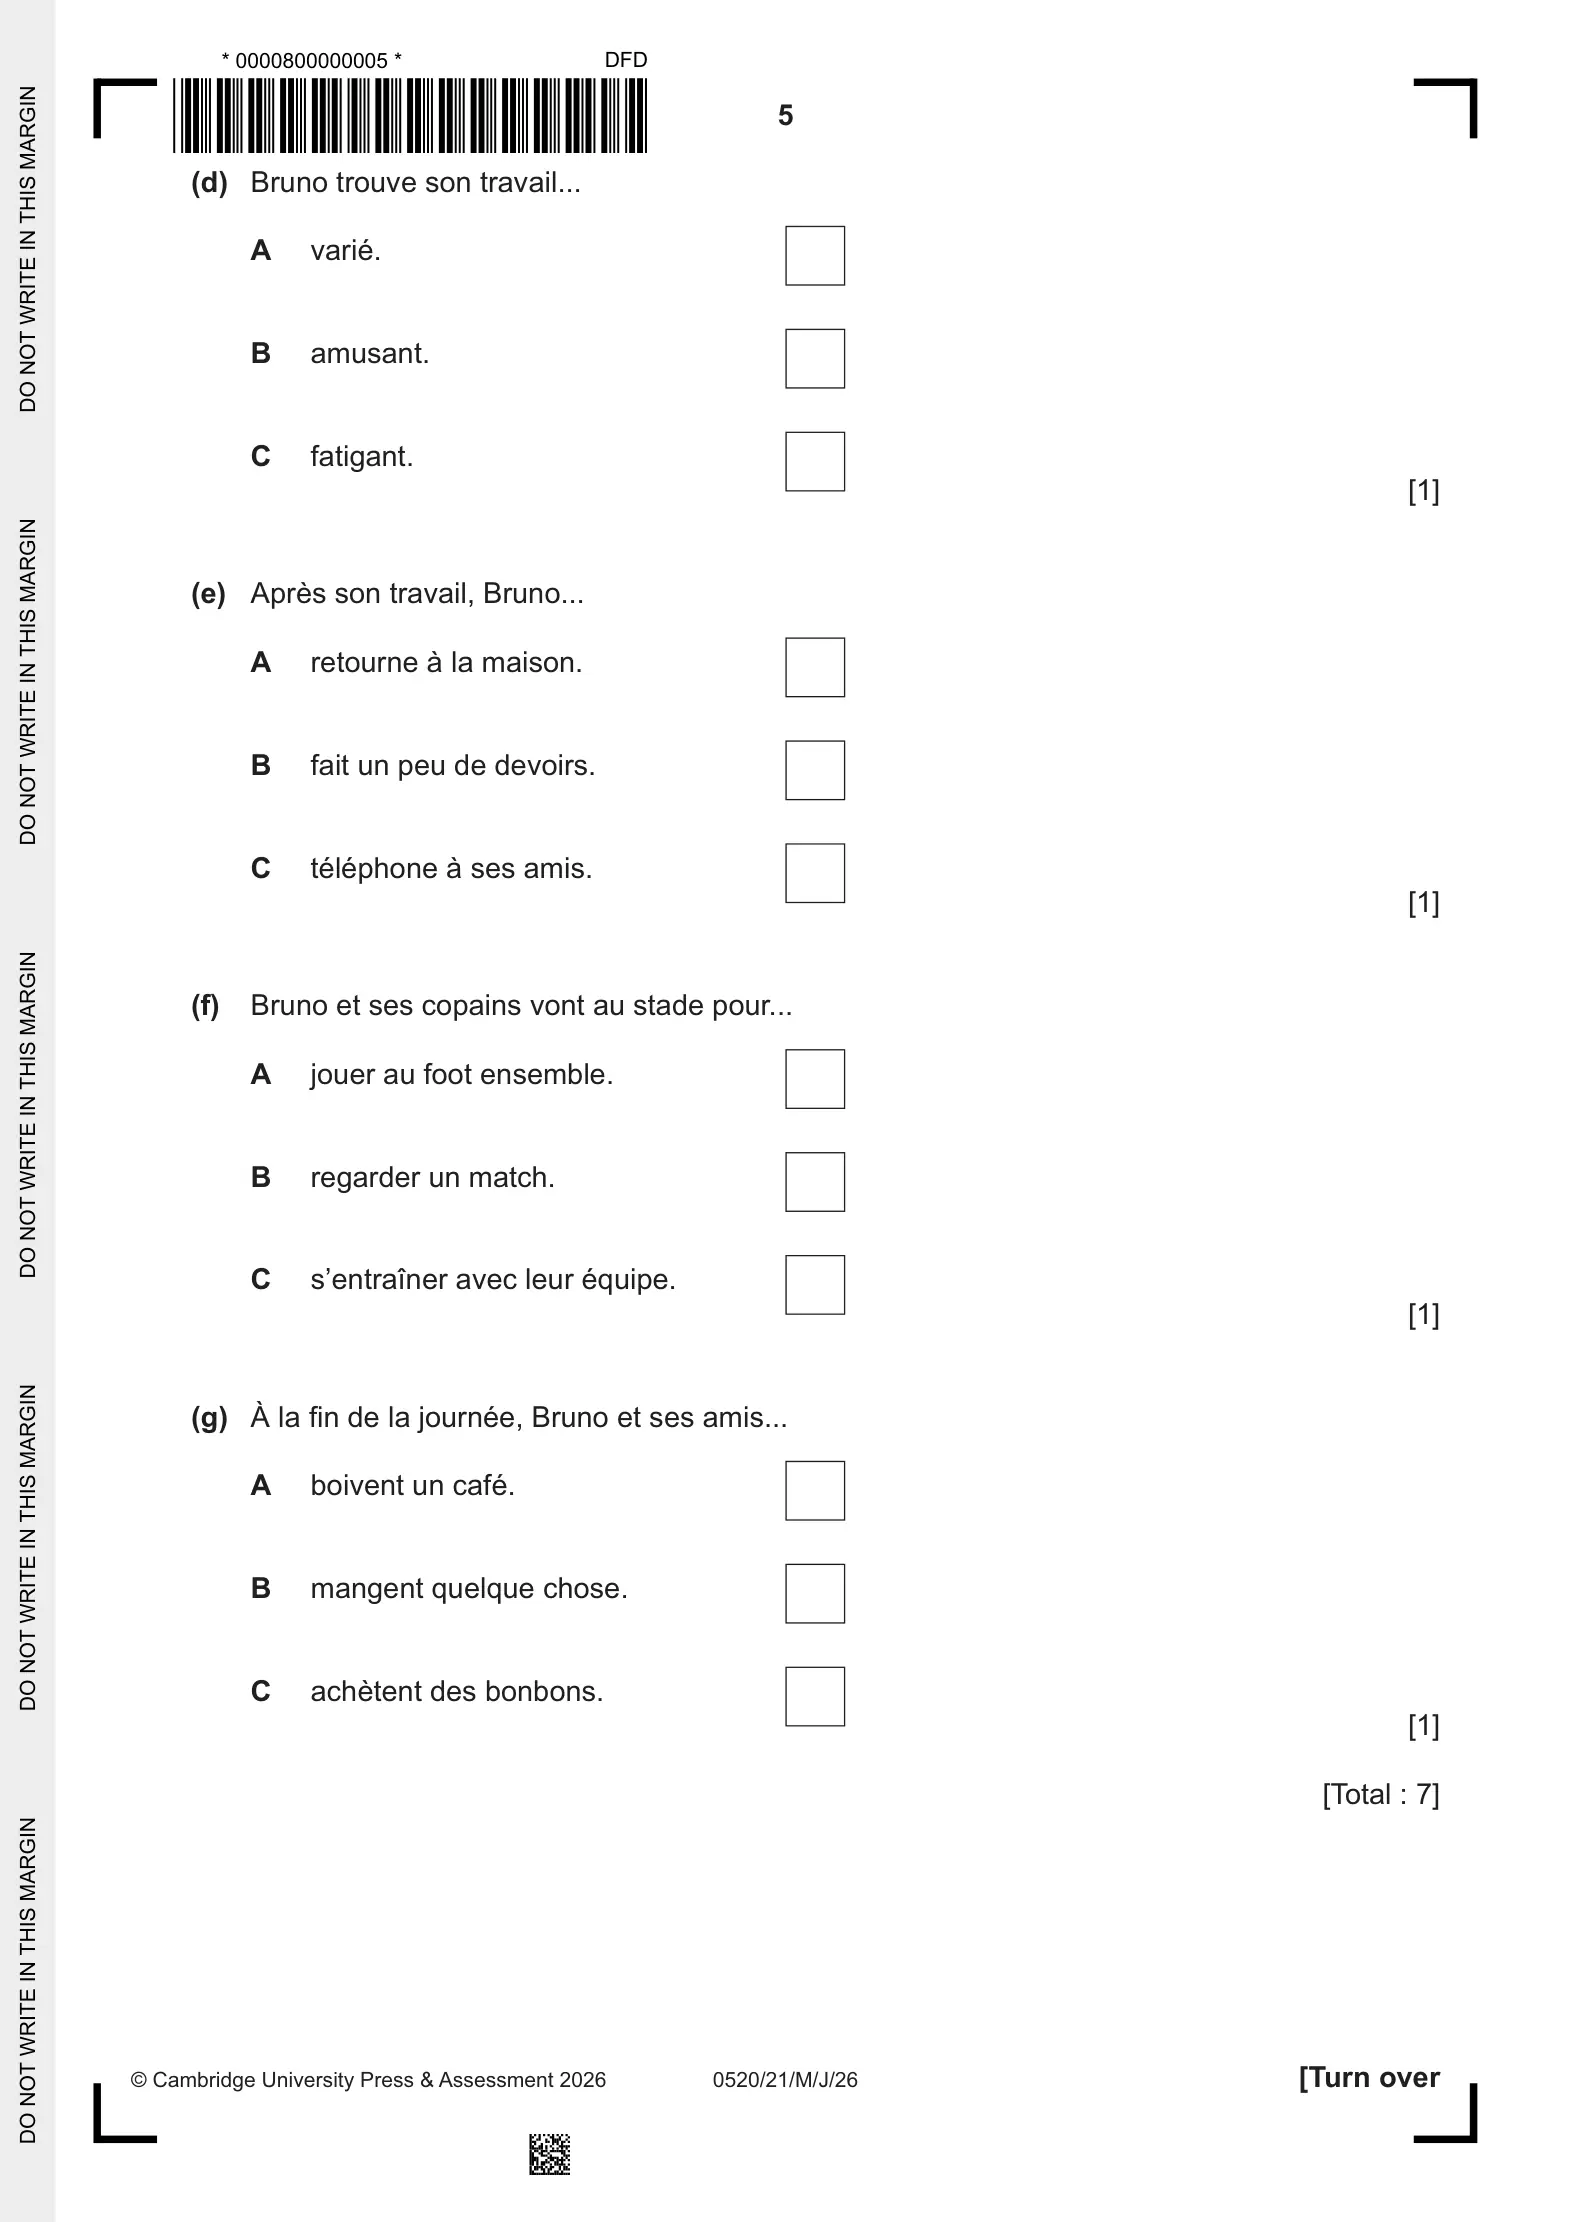 * 0000800000005 *
DFD
5
(d) Bruno trouve son travail...
A varié.
B amusant.
C fatigant.
[1]
(e) Après son travail, Bruno...
A retourne à la maison.
B fait un peu de devoirs.
C téléphone à ses amis.
[1]
(f) Bruno et ses copains vont au stade pour...
A jouer au foot ensemble.
B regarder un match.
C s’entraîner avec leur équipe.
[1]
(g) À la fin de la journée, Bruno et ses amis...
A boivent un café.
B mangent quelque chose.
C achètent des bonbons.
[1]
[Total : 7]
© Cambridge University Press & Assessment 2026
0520/21/M/J/26
[Turn over
DO NOT WRITE IN THIS MARGIN
DO NOT WRITE IN THIS MARGIN
DO NOT WRITE IN THIS MARGIN
DO NOT WRITE IN THIS MARGIN
DO NOT WRITE IN THIS MARGIN